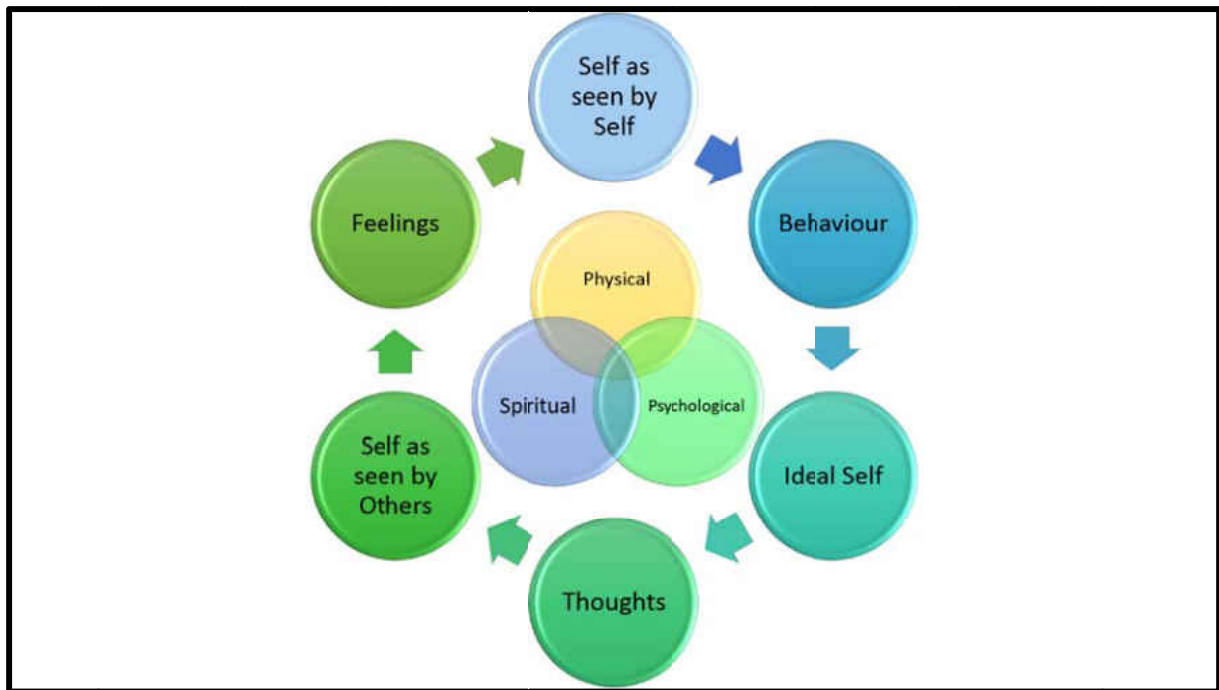 Self as
seen by
Self
Behaviour
Ideal Self
Thoughts
Self as
seen by
Others
Feelings
Physical
Spiritual
Psychological